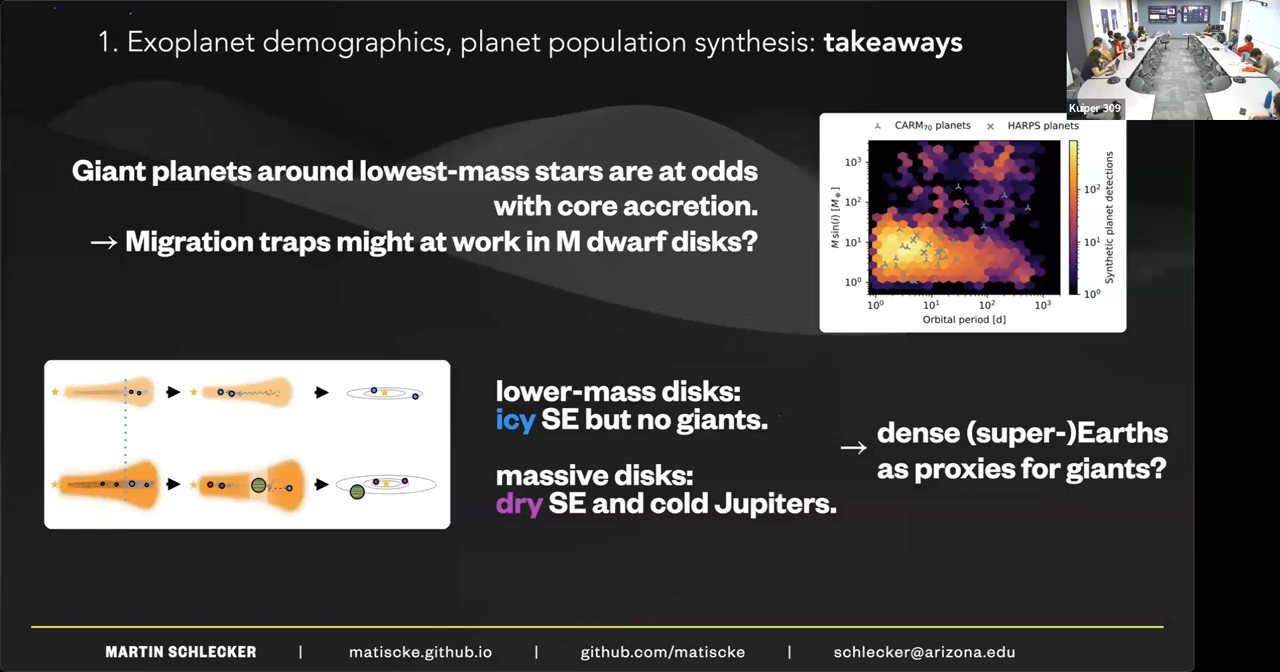 1. Exoplanet demographics, planet population synthesis: takeaways
Kuiper 309
Giant planets around lowest-mass stars are at odds
with core accretion.
→ Migration traps might at work in M dwarf disks?
CARM70 planets
HARPS planets
M sin(i) [M⊕]
10³
10²
10¹
10⁰
10⁰
10¹
10²
10³
Orbital period [d]
10²
10¹
10⁰
Synthetic planet detections
lower-mass disks:
icy SE but no giants.
massive disks:
dry SE and cold Jupiters.
→ dense (super-)Earths
as proxies for giants?
MARTIN SCHLECKER | matiscke.github.io | github.com/matiscke | schlecker@arizona.edu